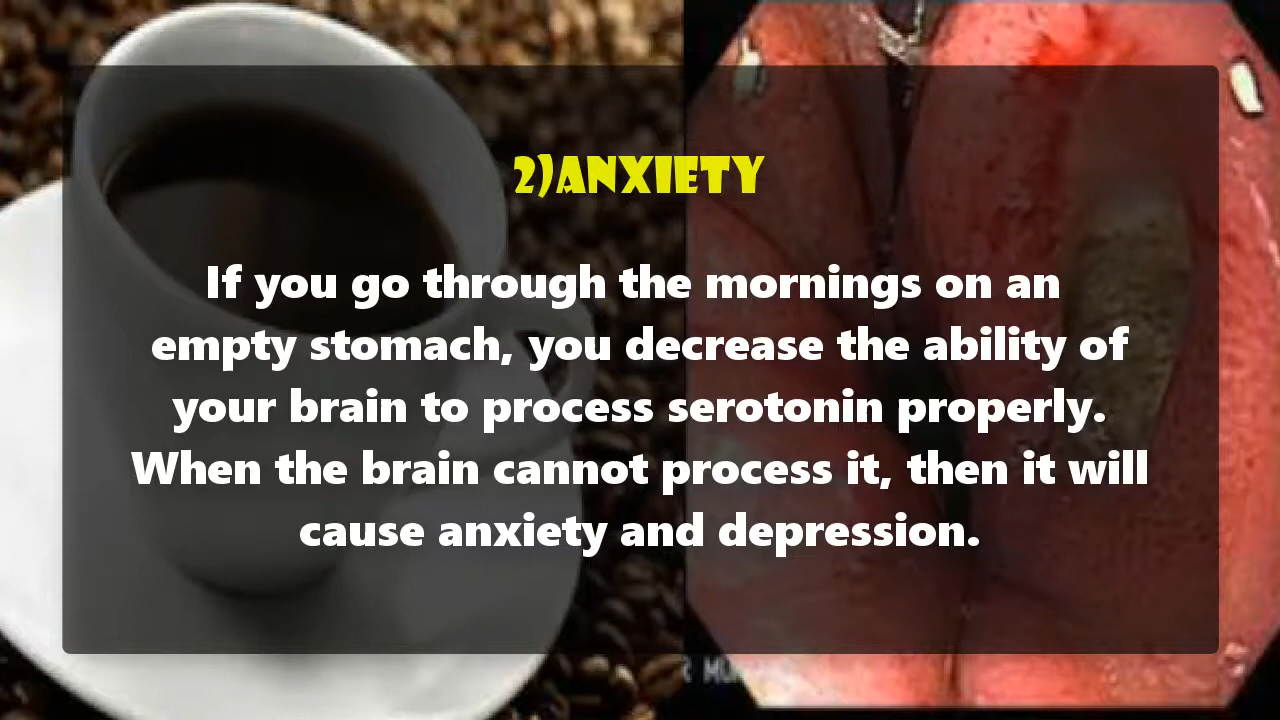 2)ANXIETY
If you go through the mornings on an
empty stomach, you decrease the ability of
your brain to process serotonin properly.
When the brain cannot process it, then it will
cause anxiety and depression.